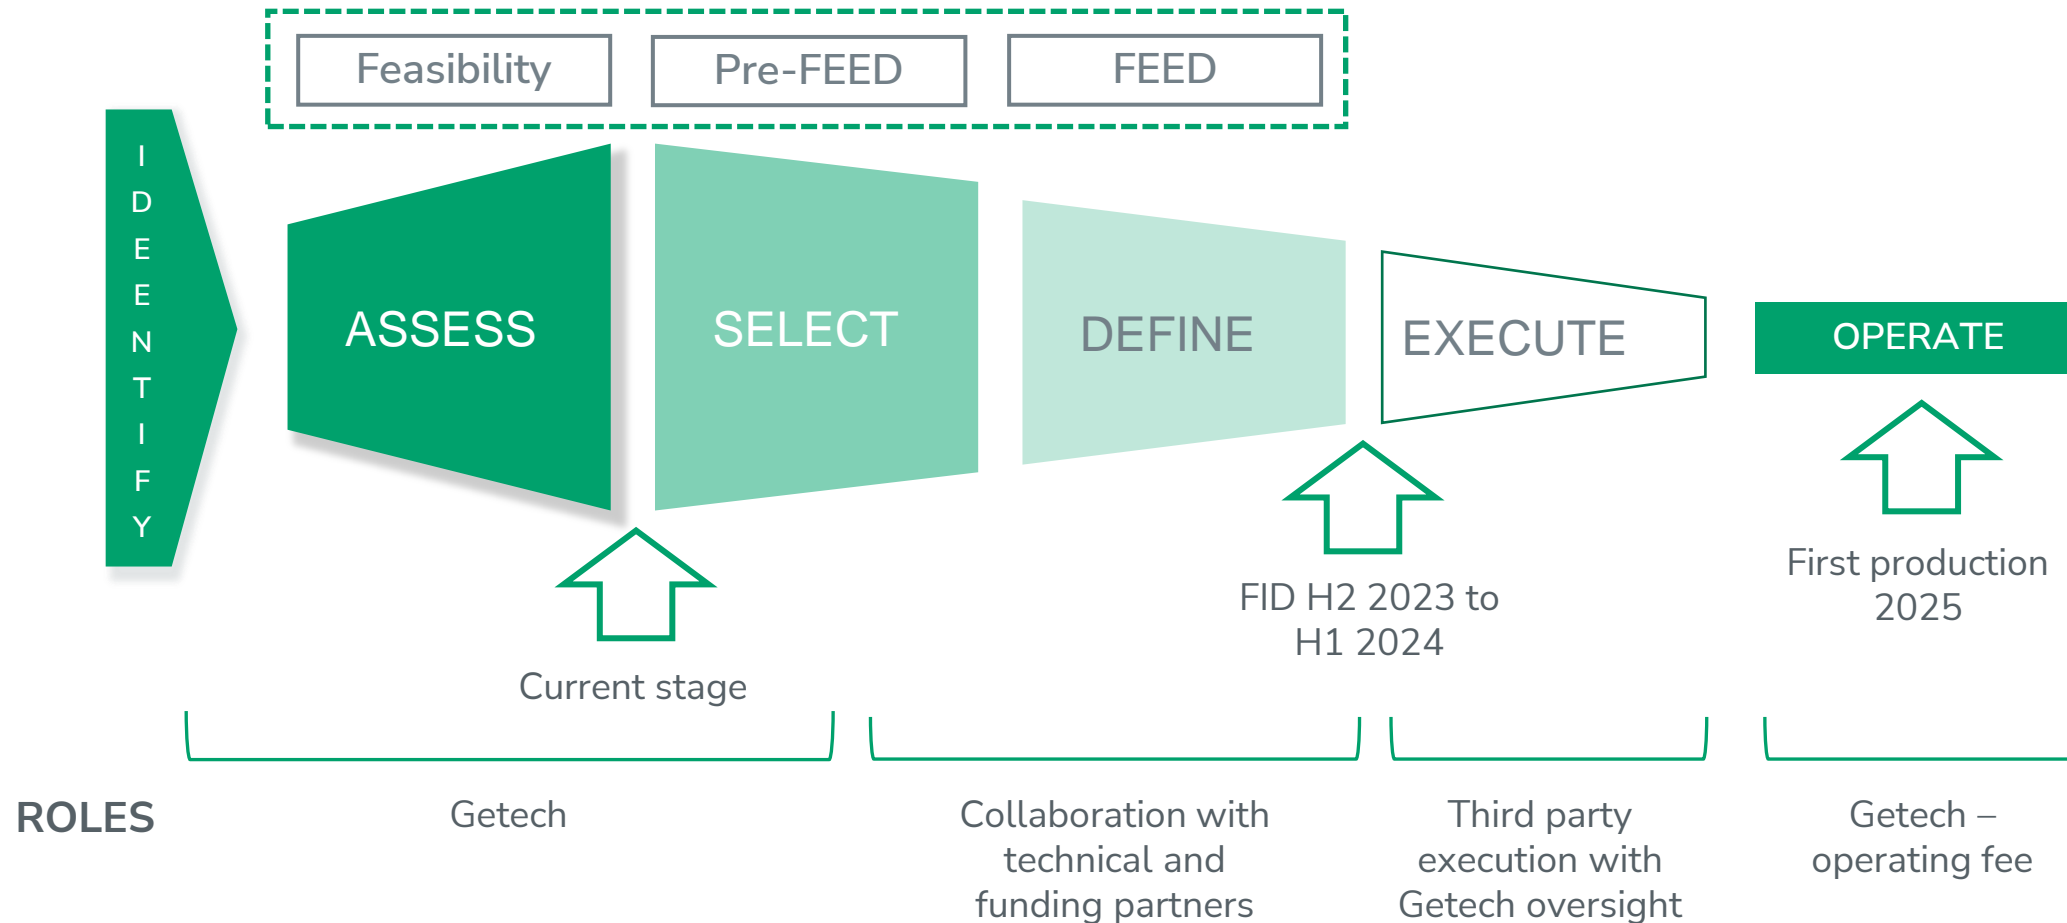 Feasibility
Pre-FEED
FEED
IDEENTIFY
ASSESS
SELECT
DEFINE
EXECUTE
OPERATE
Current stage
FID H2 2023 to
H1 2024
First production
2025
ROLES
Getech
Collaboration with
technical and
funding partners
Third party
execution with
Getech oversight
Getech –
operating fee